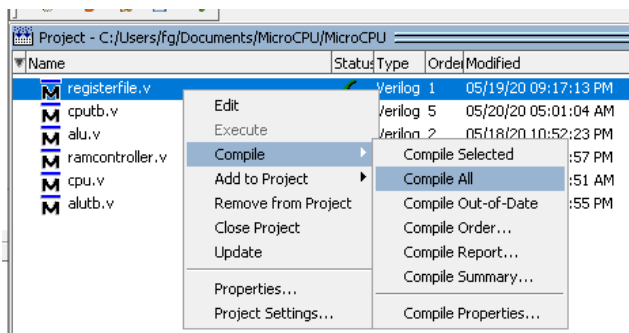 Project - C:/Users/fg/Documents/MicroCPU/MicroCPU
Name Status Type Order Modified
registerfile.v Verilog 1 05/19/20 09:17:13 PM
cputb.v Verilog 5 05/20/20 05:01:04 AM
alu.v Verilog 2 05/18/20 10:52:23 PM
ramcontroller.v :57 PM
cpu.v :51 AM
alutb.v :55 PM
Edit
Execute
Compile
Add to Project
Remove from Project
Close Project
Update
Properties...
Project Settings...
Compile Selected
Compile All
Compile Out-of-Date
Compile Order...
Compile Report...
Compile Summary...
Compile Properties...